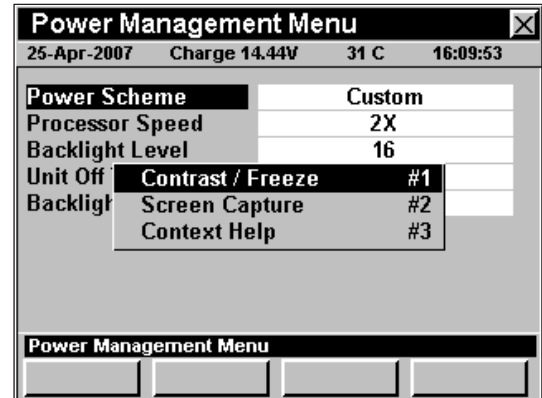 Power Management Menu
25-Apr-2007 Charge 14.44V 31 C 16:09:53
Power Scheme Custom
Processor Speed 2X
Backlight Level 16
Unit Off
Contrast / Freeze #1
Screen Capture #2
Context Help #3
Power Management Menu